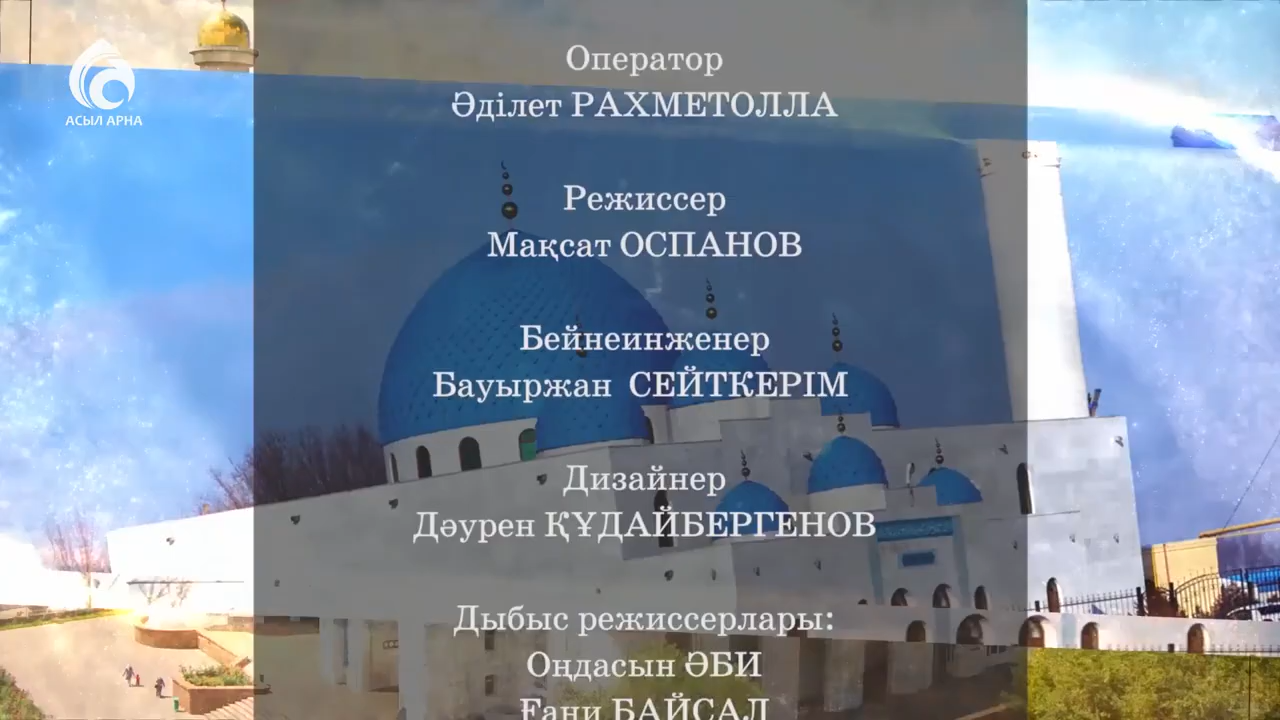 АСЫЛ АРНА
Оператор
Әділет РАХМЕТОЛЛА
Режиссер
Мақсат ОСПАНОВ
Бейнеинженер
Бауыржан СЕЙТКЕРІМ
Дизайнер
Дәурен ҚҰДАЙБЕРГЕНОВ
Дыбыс режиссерлары:
Оңдасын ӘБИ
Ғани БАЙСАЛ